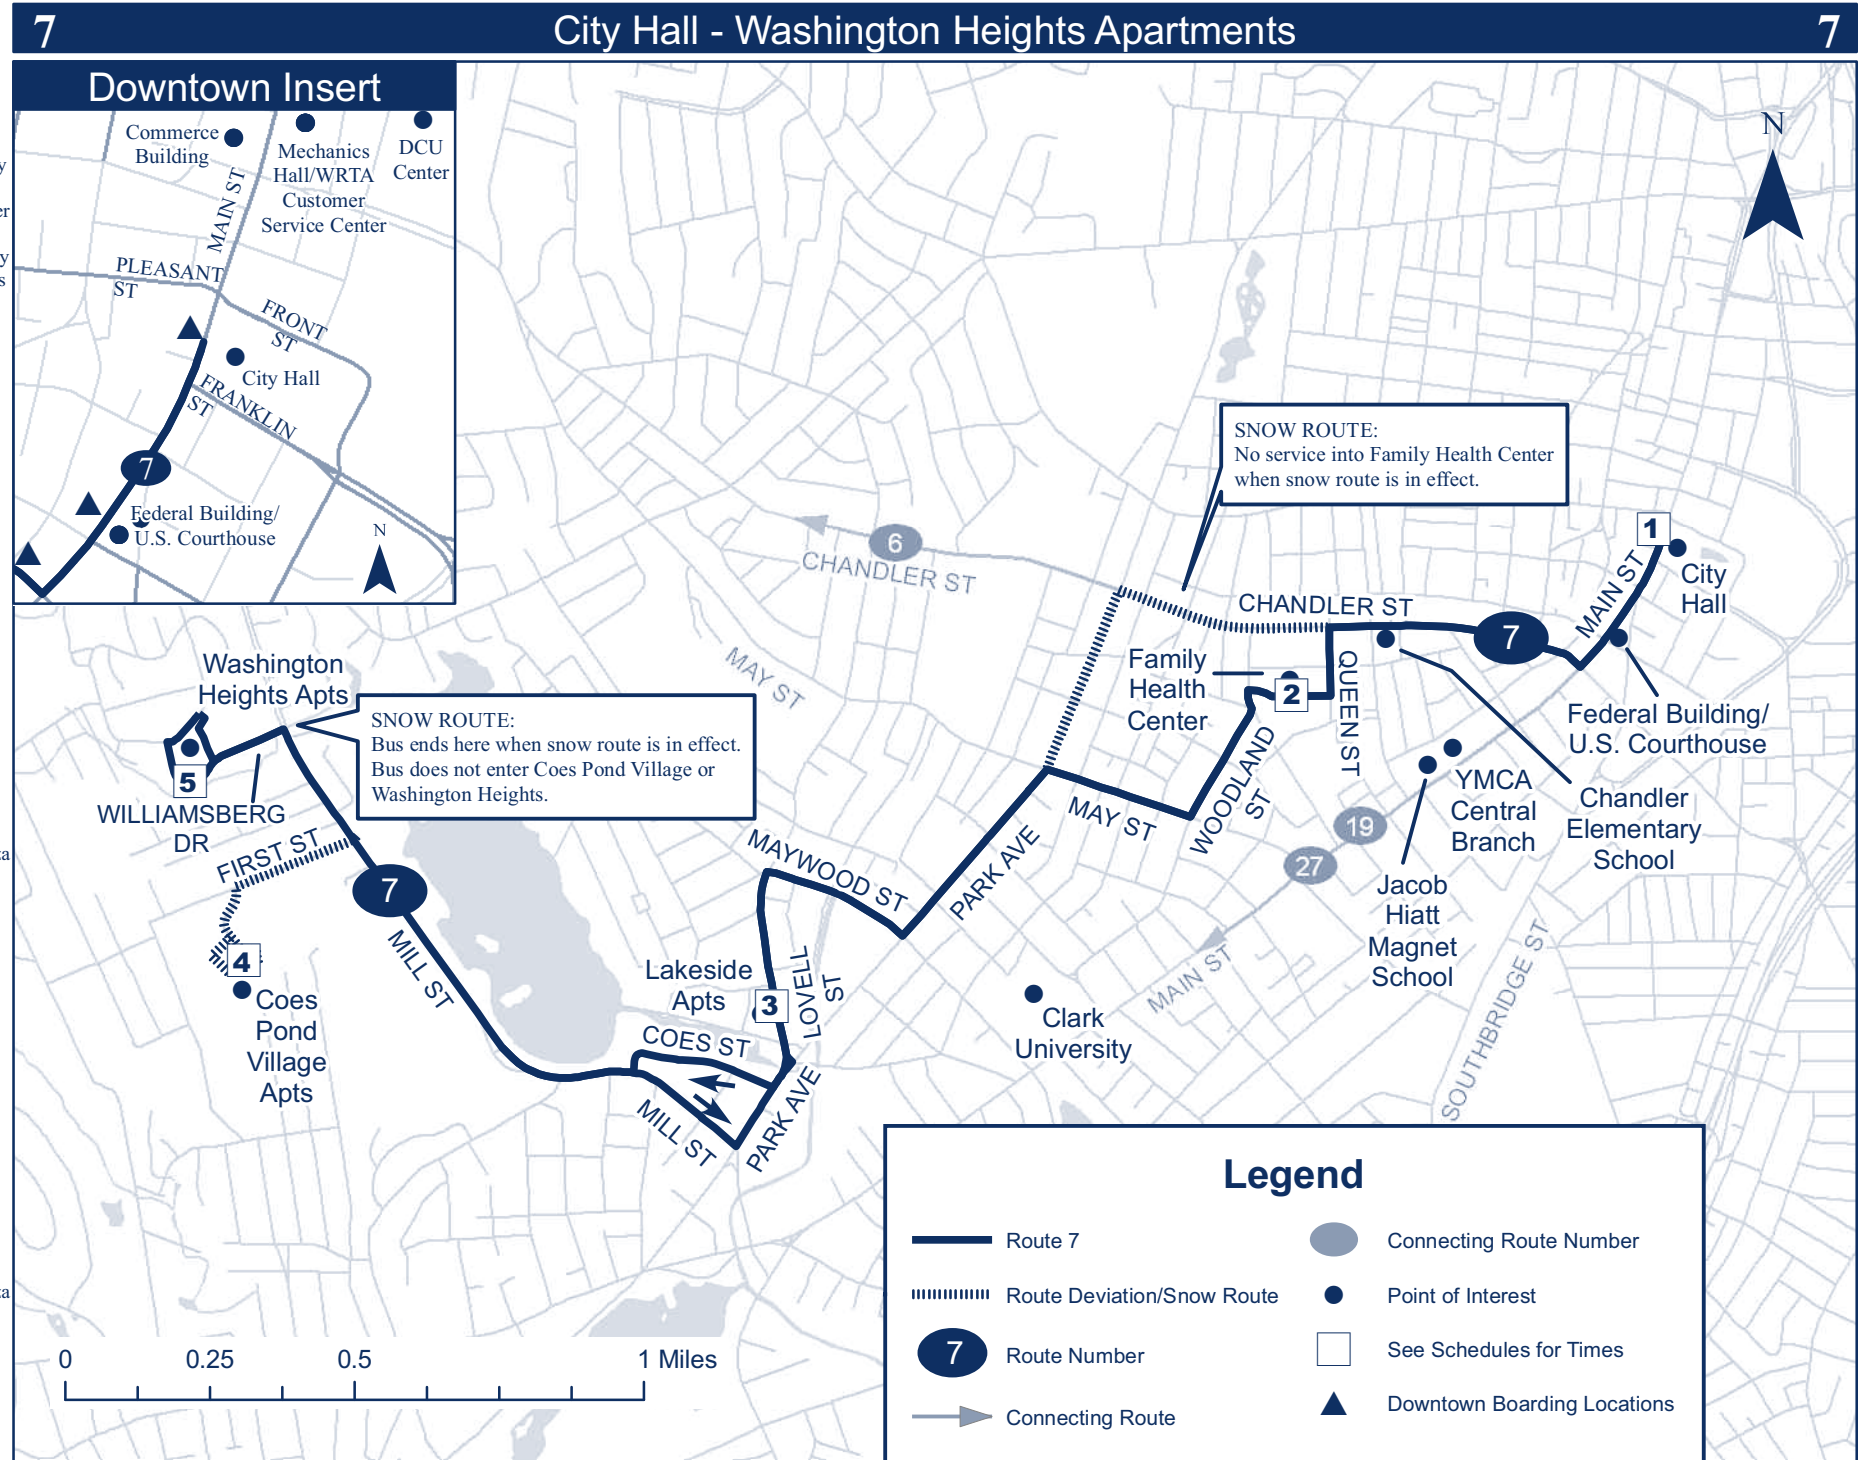 7 City Hall - Washington Heights Apartments 7
Downtown Insert
Commerce
Building
Mechanics
Hall/WRTA
Customer
Service Center
DCU
Center
MAIN ST
PLEASANT
ST
FRONT
ST
City Hall
FRANKLIN
ST
7
Federal Building/
U.S. Courthouse
N
N
SNOW ROUTE:
No service into Family Health Center
when snow route is in effect.
6
CHANDLER ST
1
City
Hall
MAIN ST
CHANDLER ST
7
MAY ST
Family
Health
Center
2
QUEEN ST
Federal Building/
U.S. Courthouse
Washington
Heights Apts
SNOW ROUTE:
Bus ends here when snow route is in effect.
Bus does not enter Coes Pond Village or
Washington Heights.
5
WILLIAMSBERG
DR
FIRST ST
7
MAYWOOD ST
PARK AVE
MAY ST
WOODLAND
ST
19
27
YMCA
Central
Branch
Chandler
Elementary
School
Jacob
Hiatt
Magnet
School
4
Coes
Pond
Village
Apts
MILL ST
Lakeside
Apts
3
LOVELL
ST
COES ST
MILL ST
PARK AVE
Clark
University
MAIN ST
SOUTHBRIDGE ST
Legend
Route 7
Route Deviation/Snow Route
7 Route Number
Connecting Route
Connecting Route Number
Point of Interest
See Schedules for Times
Downtown Boarding Locations
0 0.25 0.5 1 Miles